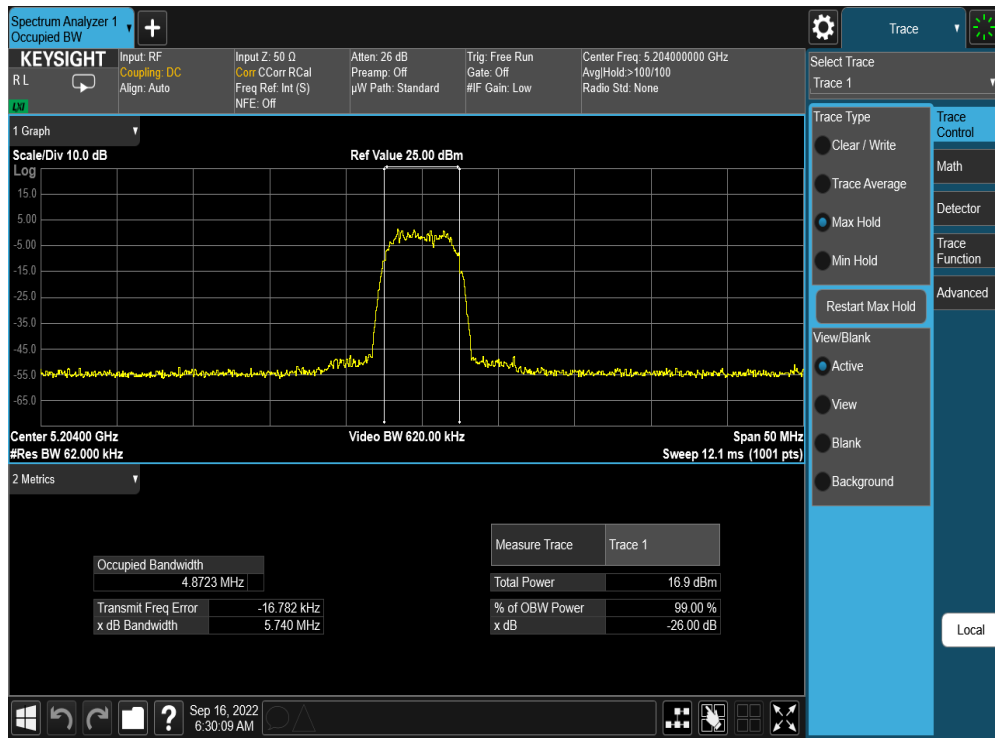 Spectrum Analyzer 1
Occupied BW
+
Trace
KEYSIGHT
R L
LXI
Input: RF
Coupling: DC
Align: Auto
Input Z: 50 Ω
Corr CCorr RCal
Freq Ref: Int (S)
NFE: Off
Atten: 26 dB
Preamp: Off
µW Path: Standard
Trig: Free Run
Gate: Off
#IF Gain: Low
Center Freq: 5.204000000 GHz
Avg|Hold:>100/100
Radio Std: None
Select Trace
Trace 1
1 Graph
Scale/Div 10.0 dB
Ref Value 25.00 dBm
Log
15.0
5.00
-5.00
-15.0
-25.0
-35.0
-45.0
-55.0
-65.0
Center 5.20400 GHz
Video BW 620.00 kHz
Span 50 MHz
#Res BW 62.000 kHz
Sweep 12.1 ms (1001 pts)
2 Metrics
Measure Trace Trace 1
Occupied Bandwidth
4.8723 MHz
Total Power 16.9 dBm
Transmit Freq Error -16.782 kHz
% of OBW Power 99.00 %
x dB Bandwidth 5.740 MHz
x dB -26.00 dB
Trace Type
Clear / Write
Trace Average
Max Hold
Min Hold
Restart Max Hold
View/Blank
Active
View
Blank
Background
Trace
Control
Math
Detector
Trace
Function
Advanced
Local
?
Sep 16, 2022
6:30:09 AM